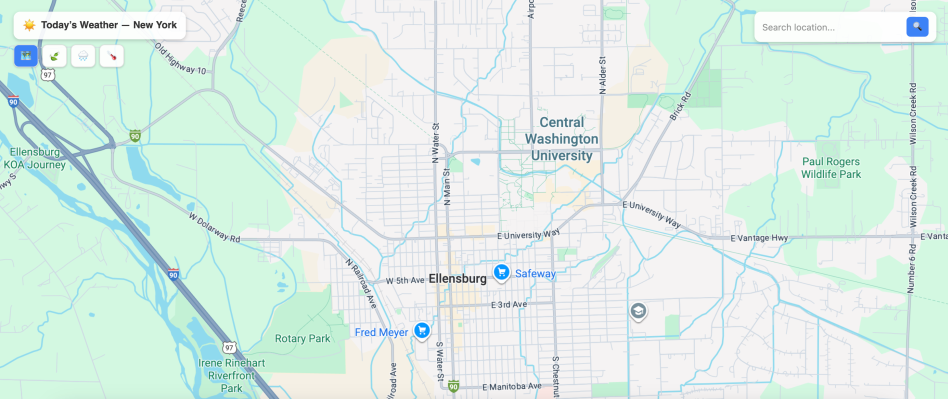 Today's Weather — New York
Search location...
Reece
Old Highway 10
Airpo
N Alder St
Brick Rd
Wilson Creek Rd
97
90
90
Ellensburg
KOA Journey
wy S
N Water St
N Main St
Central
Washington
University
Paul Rogers
Wildlife Park
Wilson Creek Rd
W Dolarway Rd
E University Way
E University Way
E Vantage Hwy
E Vanta
90
N Railroad Ave
W 5th Ave
Ellensburg
Safeway
Number 6 Rd
E 3rd Ave
Fred Meyer
Rotary Park
97
Irene Rinehart
Riverfront
Park
lroad Ave
S Water St
90
E Manitoba Ave
S Chestnut